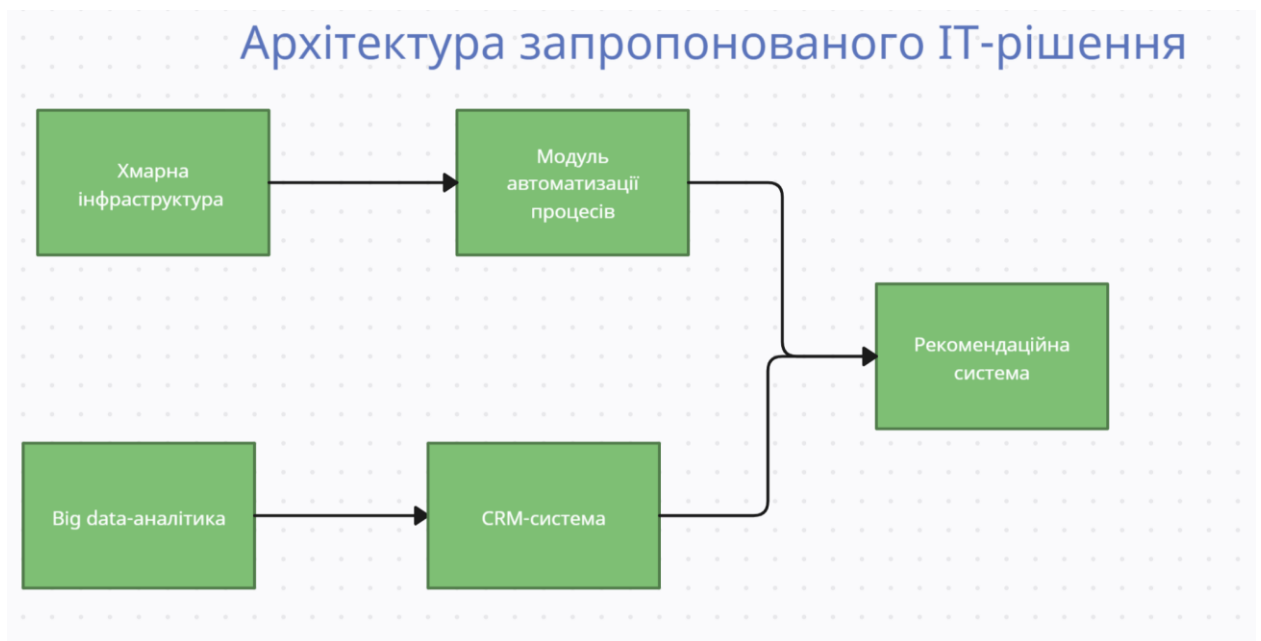 Архітектура запропонованого ІТ-рішення
Хмарна
інфраструктура
Модуль
автоматизації
процесів
Рекомендаційна
система
Big data-аналітика
CRM-система